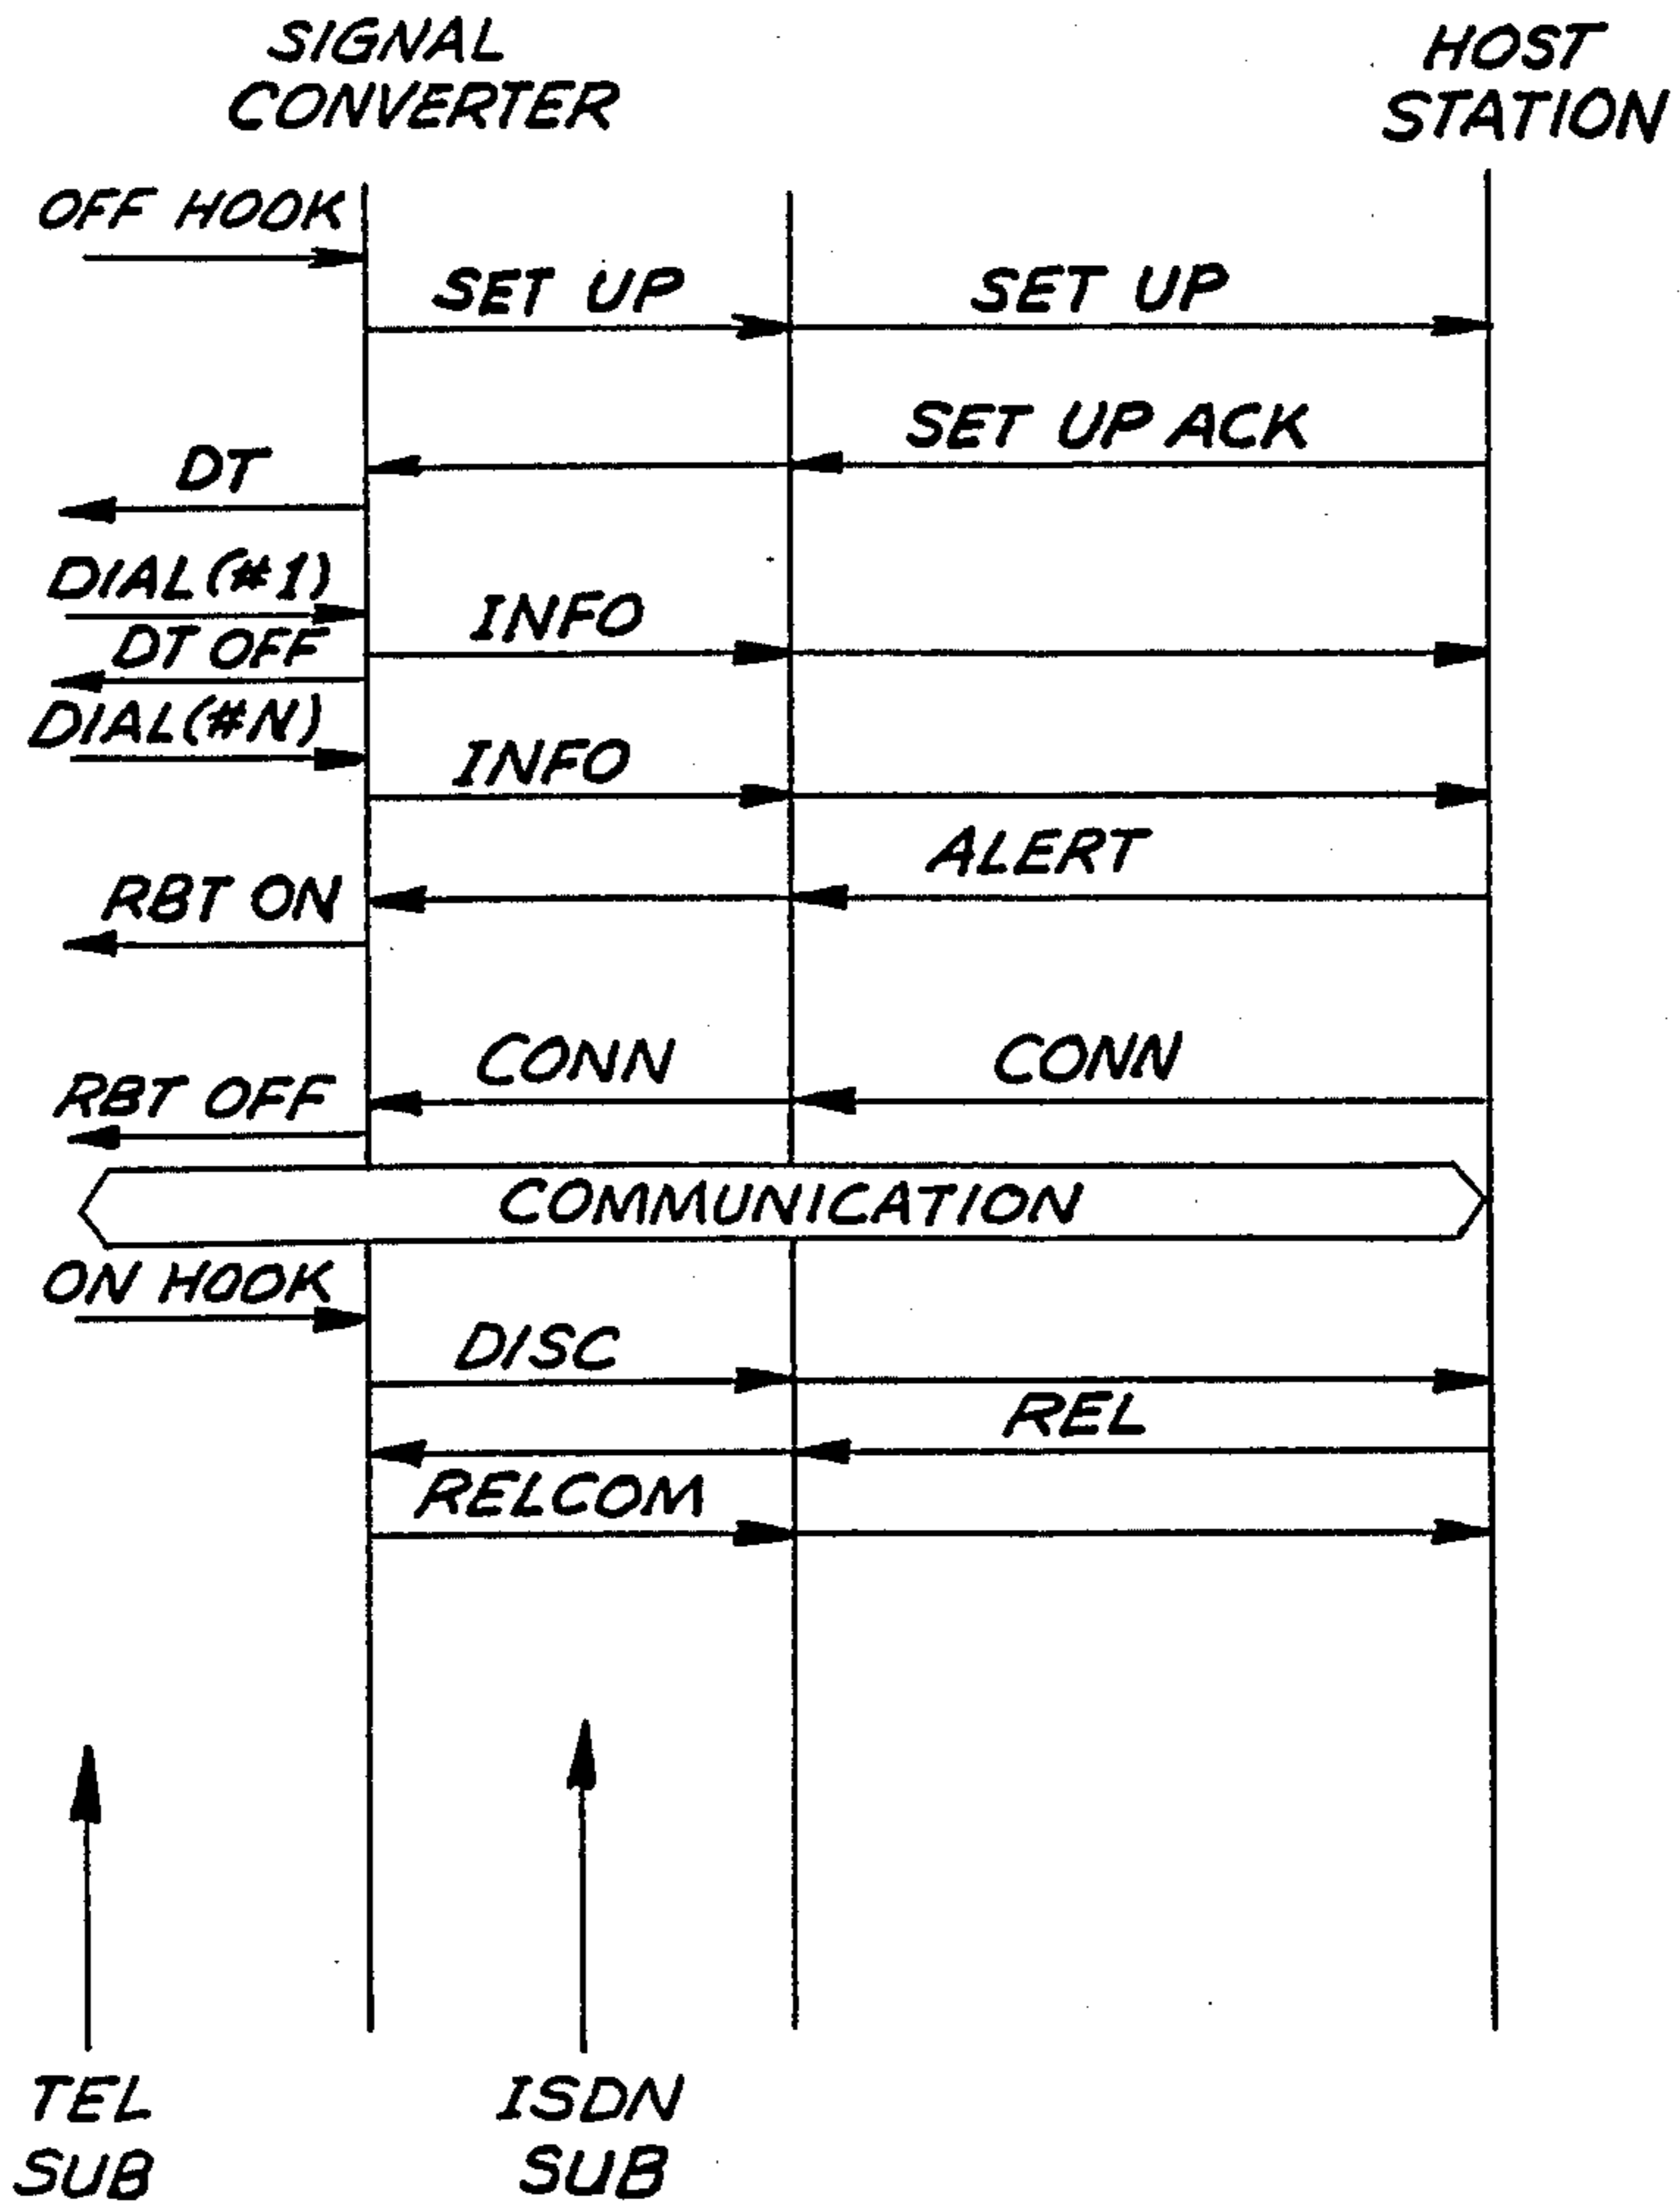 SIGNAL
CONVERTER
HOST
STATION
OFF HOOK
SET UP
SET UP
SET UP ACK
DT
DIAL(#1)
INFO
DT OFF
DIAL(#N)
INFO
ALERT
RBT ON
CONN
CONN
RBT OFF
COMMUNICATION
ON HOOK
DISC
REL
RELCOM
TEL
SUB
ISDN
SUB